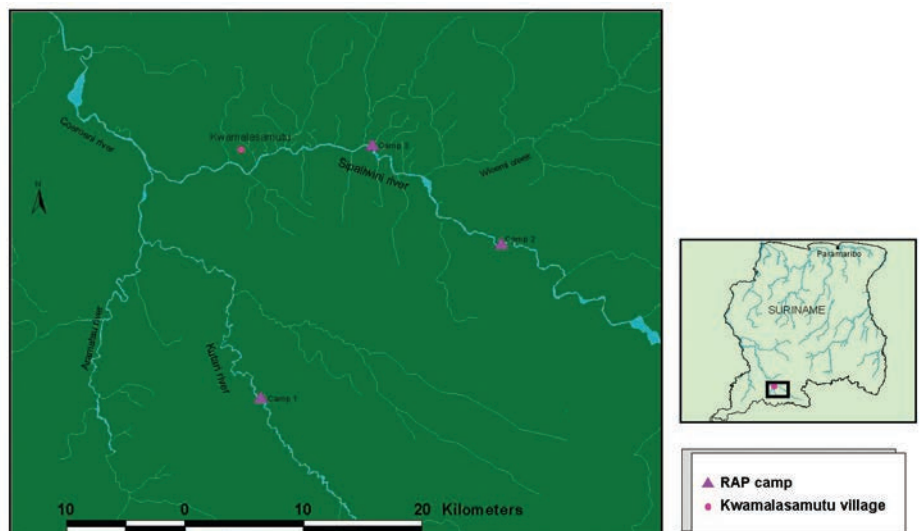 Coeroeni river
Kwamalasamutu
Camp 3
Sipaliwini river
Wioemi river
N
Camp 2
Aramatau river
Kutari river
Camp 1
10 0 10 20 Kilometers
Paramaribo
SURINAME
RAP camp
Kwamalasamutu village